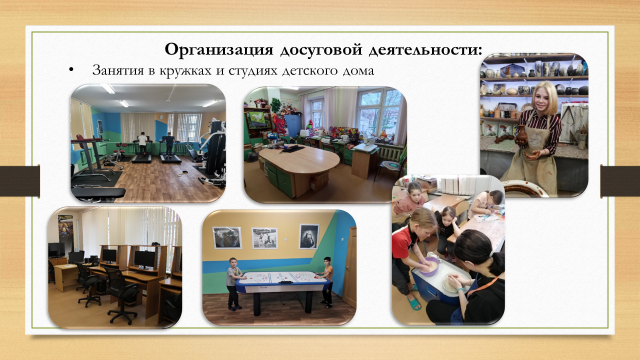 Организация досуговой деятельности:
• Занятия в кружках и студиях детского дома